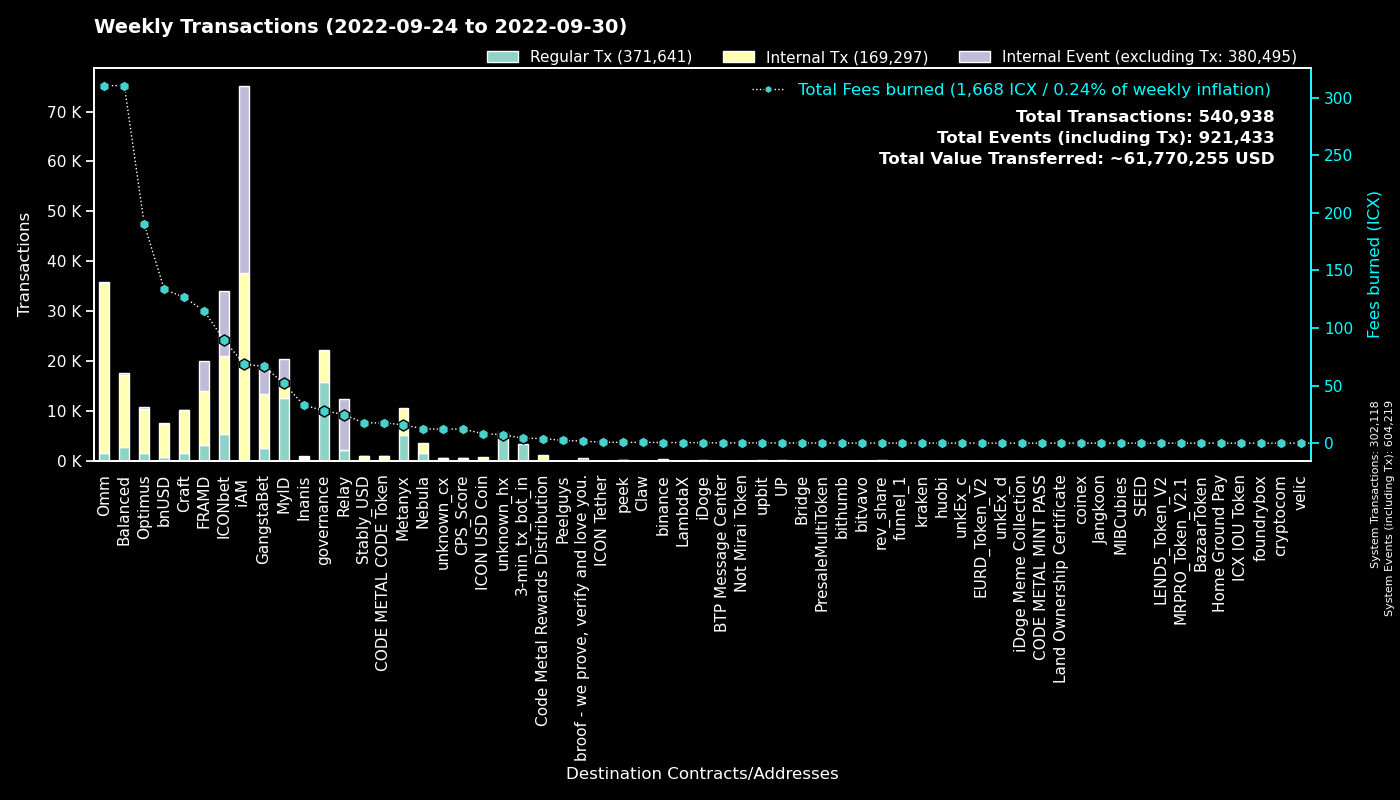 Weekly Transactions (2022-09-24 to 2022-09-30)
Regular Tx (371,641)
Internal Tx (169,297)
Internal Event (excluding Tx: 380,495)
Total Fees burned (1,668 ICX / 0.24% of weekly inflation)
Total Transactions: 540,938
Total Events (including Tx): 921,433
Total Value Transferred: ~61,770,255 USD
Transactions
70 K
60 K
50 K
40 K
30 K
20 K
10 K
0 K
300
250
200
150
100
50
0
Fees burned (ICX)
System Transactions: 302,118
System Events (including Tx): 604,219
Omm
Balanced
Optimus
bnUSD
Craft
FRAMD
ICONbet
iAM
GangstaBet
MyID
Inanis
governance
Relay
Stably_USD
CODE METAL CODE Token
Metanyx
Nebula
unknown_cx
CPS_Score
ICON USD Coin
unknown_hx
3-min_tx_bot_in
Code Metal Rewards Distribution
Peelguys
broof - we prove, verify and love you.
ICON Tether
peek
Claw
binance
LambdaX
iDoge
BTP Message Center
Not Mirai Token
upbit
UP
Bridge
PresaleMultiToken
bithumb
bitvavo
rev_share
funnel_1
kraken
huobi
unkEx_c
EURD_Token_V2
unkEx_d
iDoge Meme Collection
CODE METAL MINT PASS
Land Ownership Certificate
coinex
Jangkoon
MIBCubbies
SEED
LEND5_Token_V2
MRPRO_Token_V2.1
BazaarToken
Home Ground Pay
ICX IOU Token
foundrybox
cryptocom
velic
Destination Contracts/Addresses